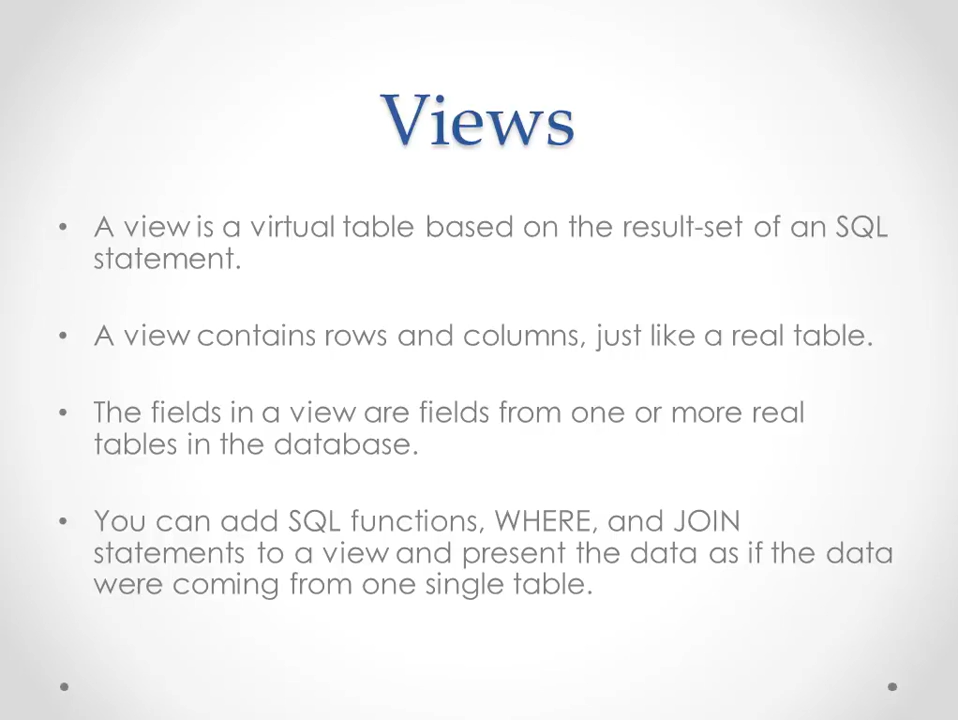 Views
• A view is a virtual table based on the result-set of an SQL
statement.
• A view contains rows and columns, just like a real table.
• The fields in a view are fields from one or more real
tables in the database.
• You can add SQL functions, WHERE, and JOIN
statements to a view and present the data as if the data
were coming from one single table.